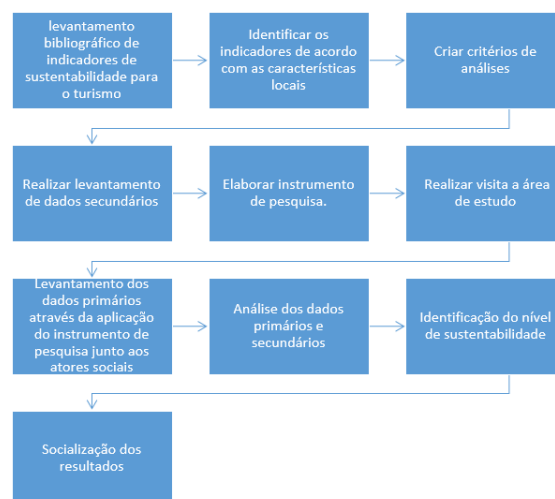 levantamento
bibliográfico de
indicadores de
sustentabilidade para
o turismo
Identificar os
indicadores de acordo
com as características
locais
Criar critérios de
análises
Realizar levantamento
de dados secundários
Elaborar instrumento
de pesquisa.
Realizar visita a área
de estudo
Levantamento dos
dados primários
através da aplicação
do instrumento de
pesquisa junto aos
atores sociais
Análise dos dados
primários e
secundários
Identificação do nível
de sustentabilidade
Socialização dos
resultados